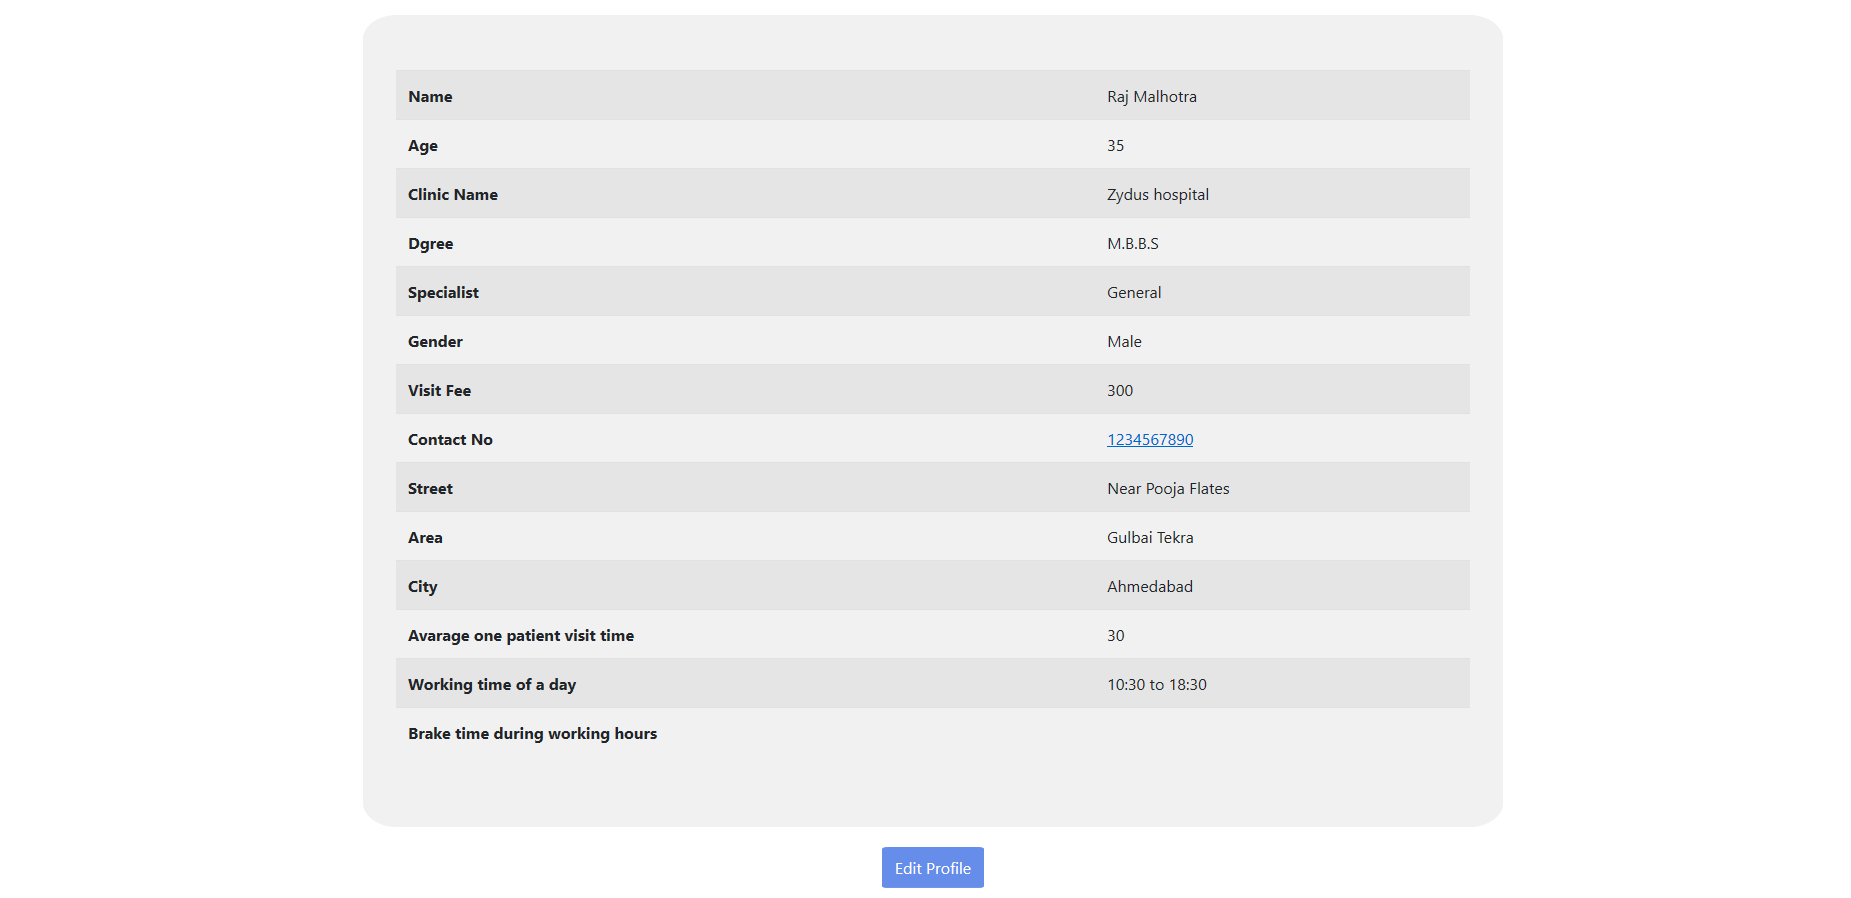 Name Raj Malhotra
Age 35
Clinic Name Zydus hospital
Dgree M.B.B.S
Specialist General
Gender Male
Visit Fee 300
Contact No 1234567890
Street Near Pooja Flates
Area Gulbai Tekra
City Ahmedabad
Avarage one patient visit time 30
Working time of a day 10:30 to 18:30
Brake time during working hours
Edit Profile